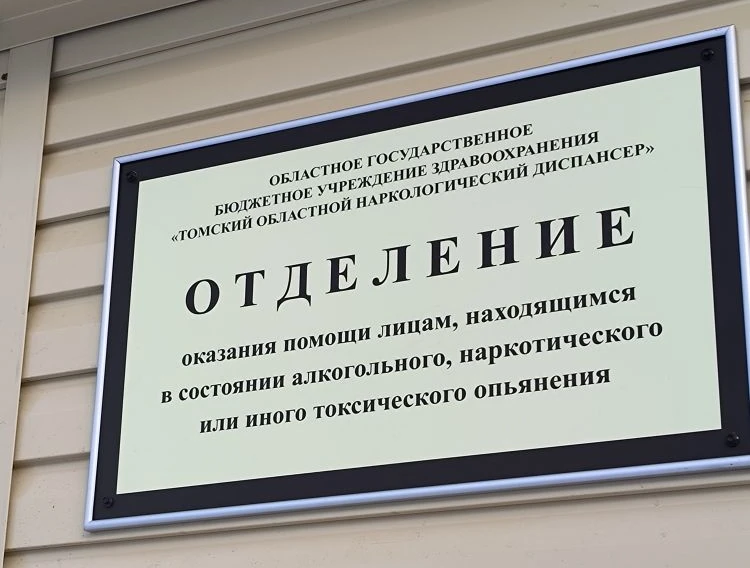 ОБЛАСТНОЕ ГОСУДАРСТВЕННОЕ
БЮДЖЕТНОЕ УЧРЕЖДЕНИЕ ЗДРАВООХРАНЕНИЯ
«ТОМСКИЙ ОБЛАСТНОЙ НАРКОЛОГИЧЕСКИЙ ДИСПАНСЕР»
ОТДЕЛЕНИЕ
оказания помощи лицам, находящимся
в состоянии алкогольного, наркотического
или иного токсического опьянения